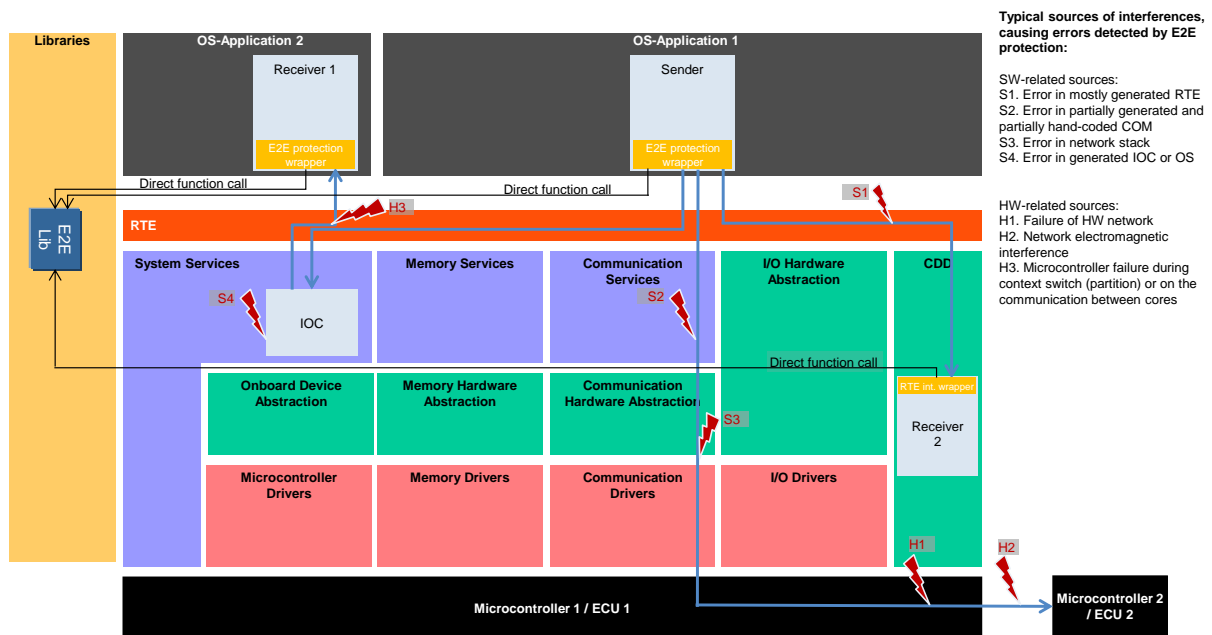 Typical sources of interferences,
causing errors detected by E2E
protection:
SW-related sources:
S1. Error in mostly generated RTE
S2. Error in partially generated and
partially hand-coded COM
S3. Error in network stack
S4. Error in generated IOC or OS
HW-related sources:
H1. Failure of HW network
H2. Network electromagnetic
interference
H3. Microcontroller failure during
context switch (partition) or on the
communication between cores
Libraries
OS-Application 2
OS-Application 1
Receiver 1
Sender
E2E protection
wrapper
E2E protection
wrapper
Direct function call
Direct function call
S1
H3
RTE
E2E
Lib
System Services
Memory Services
Communication
Services
I/O Hardware
Abstraction
CDD
S4
S2
IOC
Direct function call
Onboard Device
Abstraction
Memory Hardware
Abstraction
Communication
Hardware Abstraction
RTE int. wrapper
S3
Receiver
2
Microcontroller
Drivers
Memory Drivers
Communication
Drivers
I/O Drivers
H1
H2
Microcontroller 1 / ECU 1
Microcontroller 2
/ ECU 2